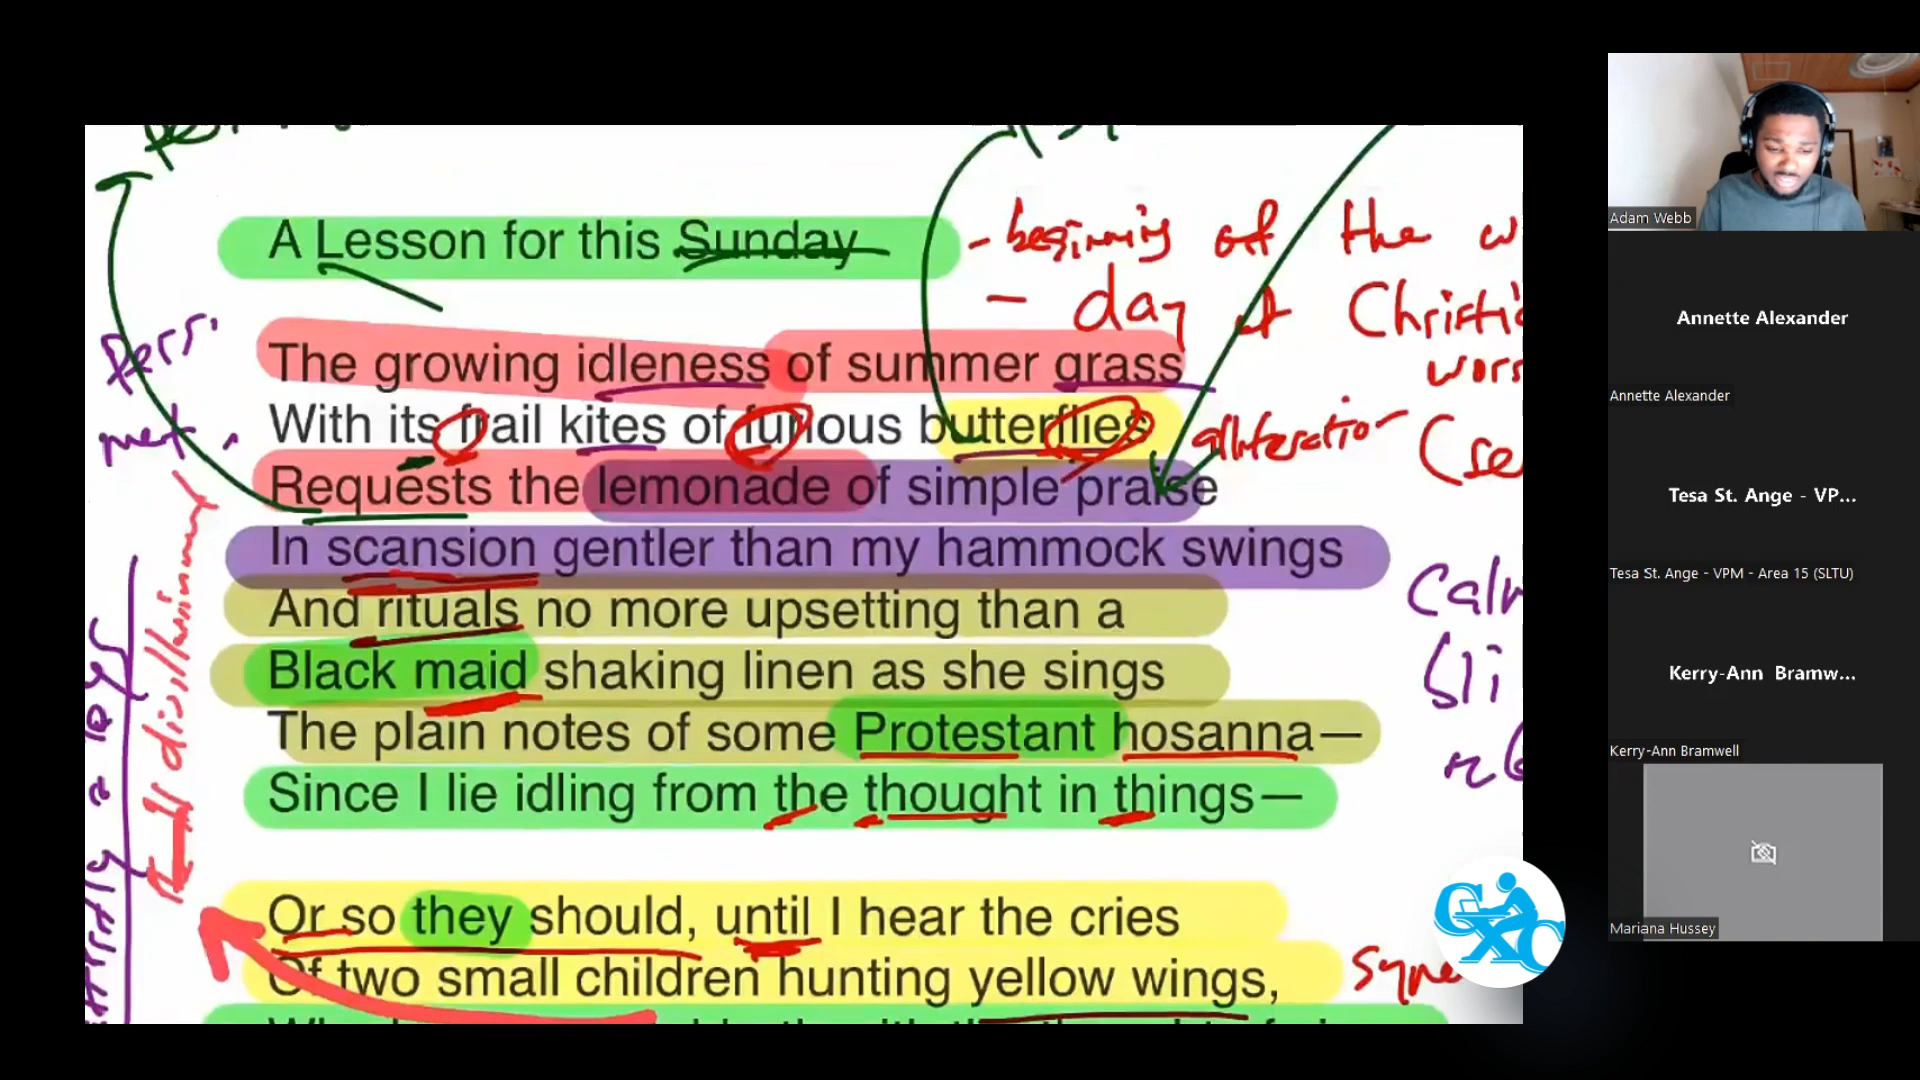 A Lesson for this Sunday
- beginning of the w
- day of Christi
wors
Pers.
met.
The growing idleness of summer grass
With its frail kites of furious butterflies
alliteration (se
Requests the lemonade of simple praise
In scansion gentler than my hammock swings
And rituals no more upsetting than a
Black maid shaking linen as she sings
The plain notes of some Protestant hosanna—
Since I lie idling from the thought in things—
Or so they should, until I hear the cries
Of two small children hunting yellow wings,
Adam Webb
Annette Alexander
Annette Alexander
Tesa St. Ange - VP...
Tesa St. Ange - VPM - Area 15 (SLTU)
Kerry-Ann Bramw...
Kerry-Ann Bramwell
Mariana Hussey
CXC